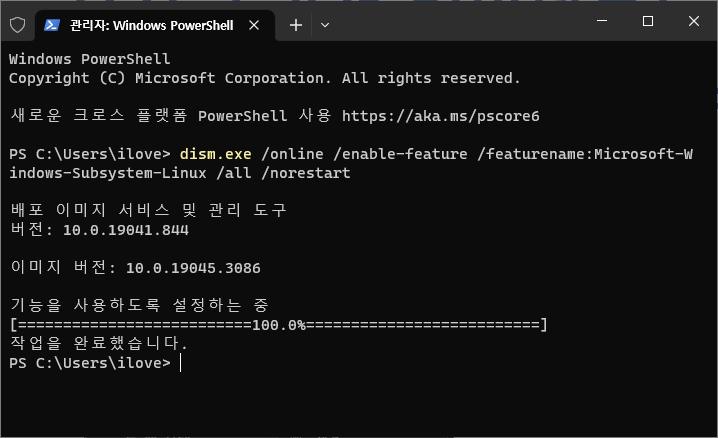 관리자: Windows PowerShell
Windows PowerShell
Copyright (C) Microsoft Corporation. All rights reserved.
새로운 크로스 플랫폼 PowerShell 사용 https://aka.ms/pscore6
PS C:\Users\ilove> dism.exe /online /enable-feature /featurename:Microsoft-W
indows-Subsystem-Linux /all /norestart
배포 이미지 서비스 및 관리 도구
버전: 10.0.19041.844
이미지 버전: 10.0.19045.3086
기능을 사용하도록 설정하는 중
[==========================100.0%==========================]
작업을 완료했습니다.
PS C:\Users\ilove>